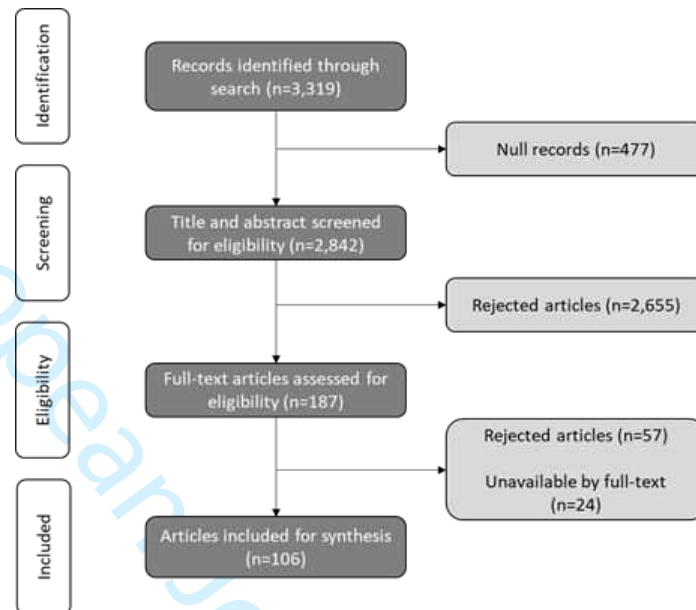 Identification
Records identified through
search (n=3,319)
Null records (n=477)
Screening
Title and abstract screened
for eligibility (n=2,842)
Rejected articles (n=2,655)
Eligibility
Full-text articles assessed for
eligibility (n=187)
Rejected articles (n=57)
Unavailable by full-text
(n=24)
Included
Articles included for synthesis
(n=106)